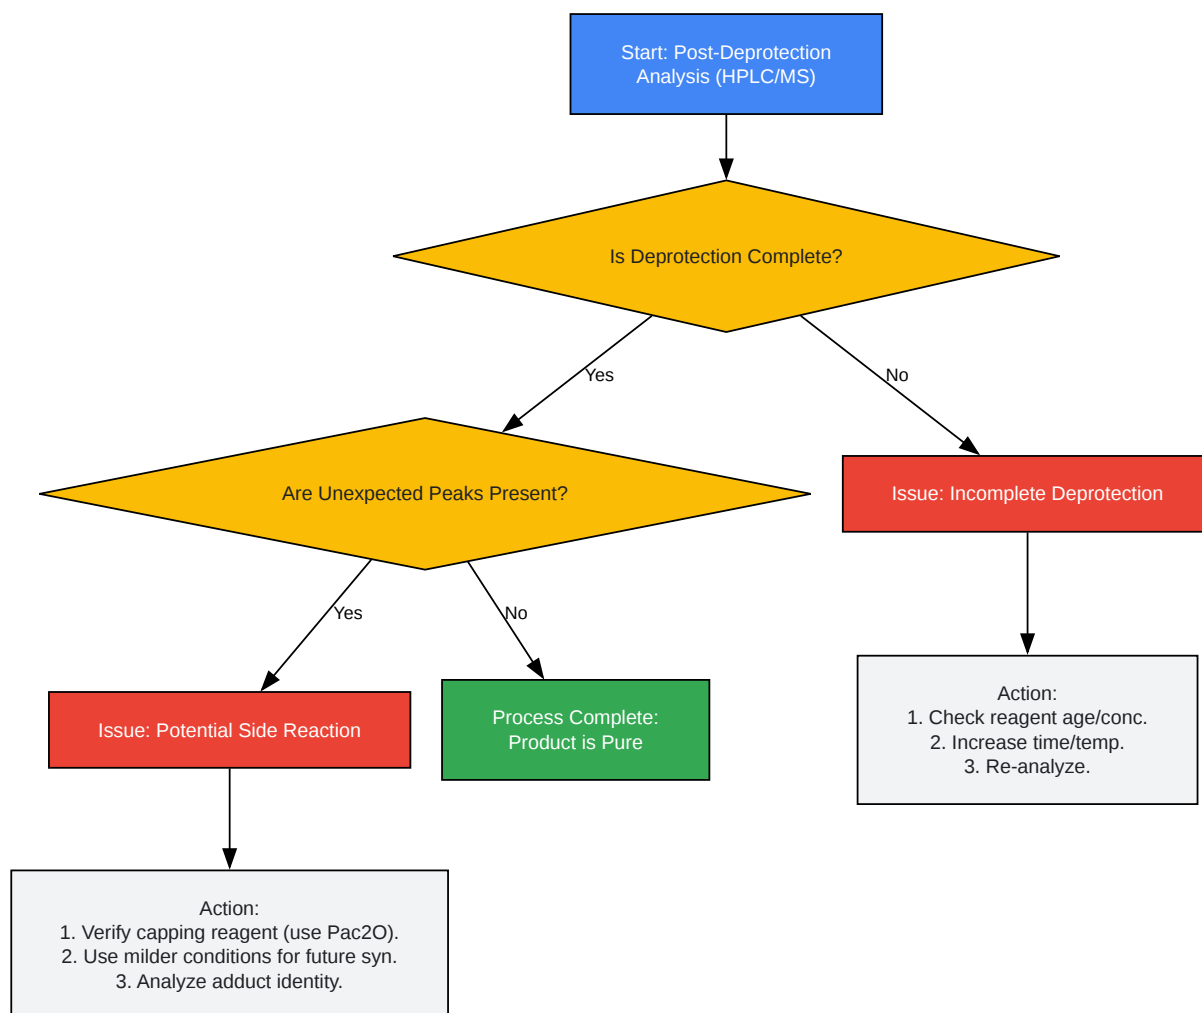 Start: Post-Deprotection
Analysis (HPLC/MS)
Is Deprotection Complete?
Yes
No
Are Unexpected Peaks Present?
Issue: Incomplete Deprotection
Yes
No
Issue: Potential Side Reaction
Process Complete:
Product is Pure
Action:
1. Check reagent age/conc.
2. Increase time/temp.
3. Re-analyze.
Action:
1. Verify capping reagent (use Pac2O).
2. Use milder conditions for future syn.
3. Analyze adduct identity.